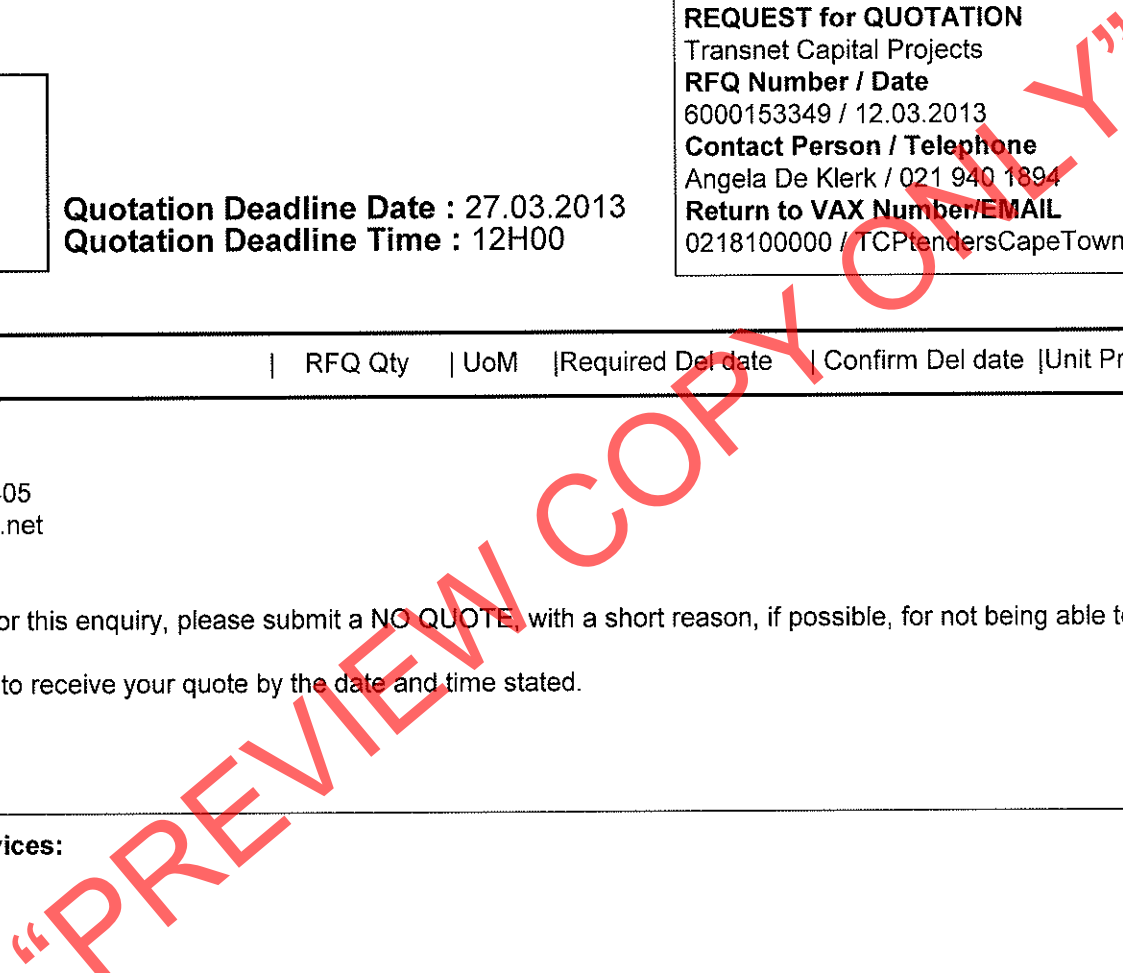 REQUEST for QUOTATION
Transnet Capital Projects
RFQ Number / Date
6000153349 / 12.03.2013
Contact Person / Telephone
Angela De Klerk / 021 940 1894
Return to VAX Number/EMAIL
0218100000 / TCPtendersCapeTown
Quotation Deadline Date : 27.03.2013
Quotation Deadline Time : 12H00
| RFQ Qty | UoM |Required Del date | Confirm Del date |Unit Pr
05
.net
or this enquiry, please submit a NO QUOTE, with a short reason, if possible, for not being able to
to receive your quote by the date and time stated.
ices:
“PREVIEW COPY ONLY”